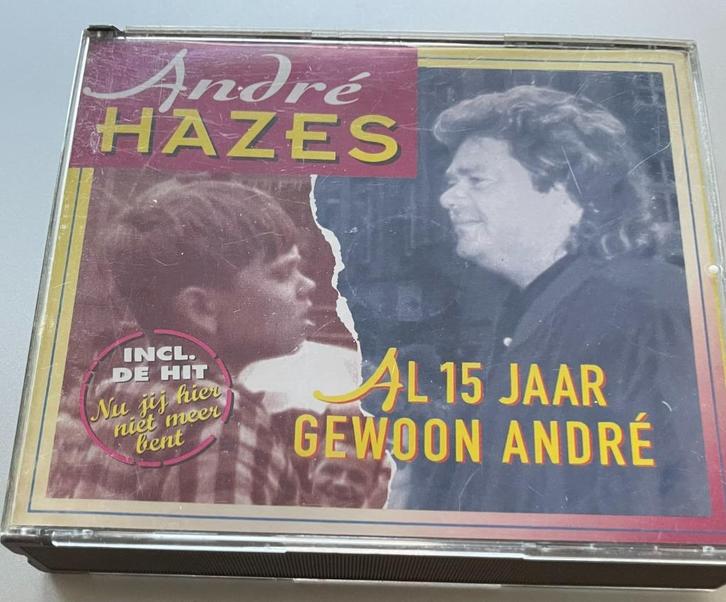 André
HAZES
INCL.
DE HIT
Nu jij hier
niet meer
bent
AL 15 JAAR
GEWOON ANDRÉ